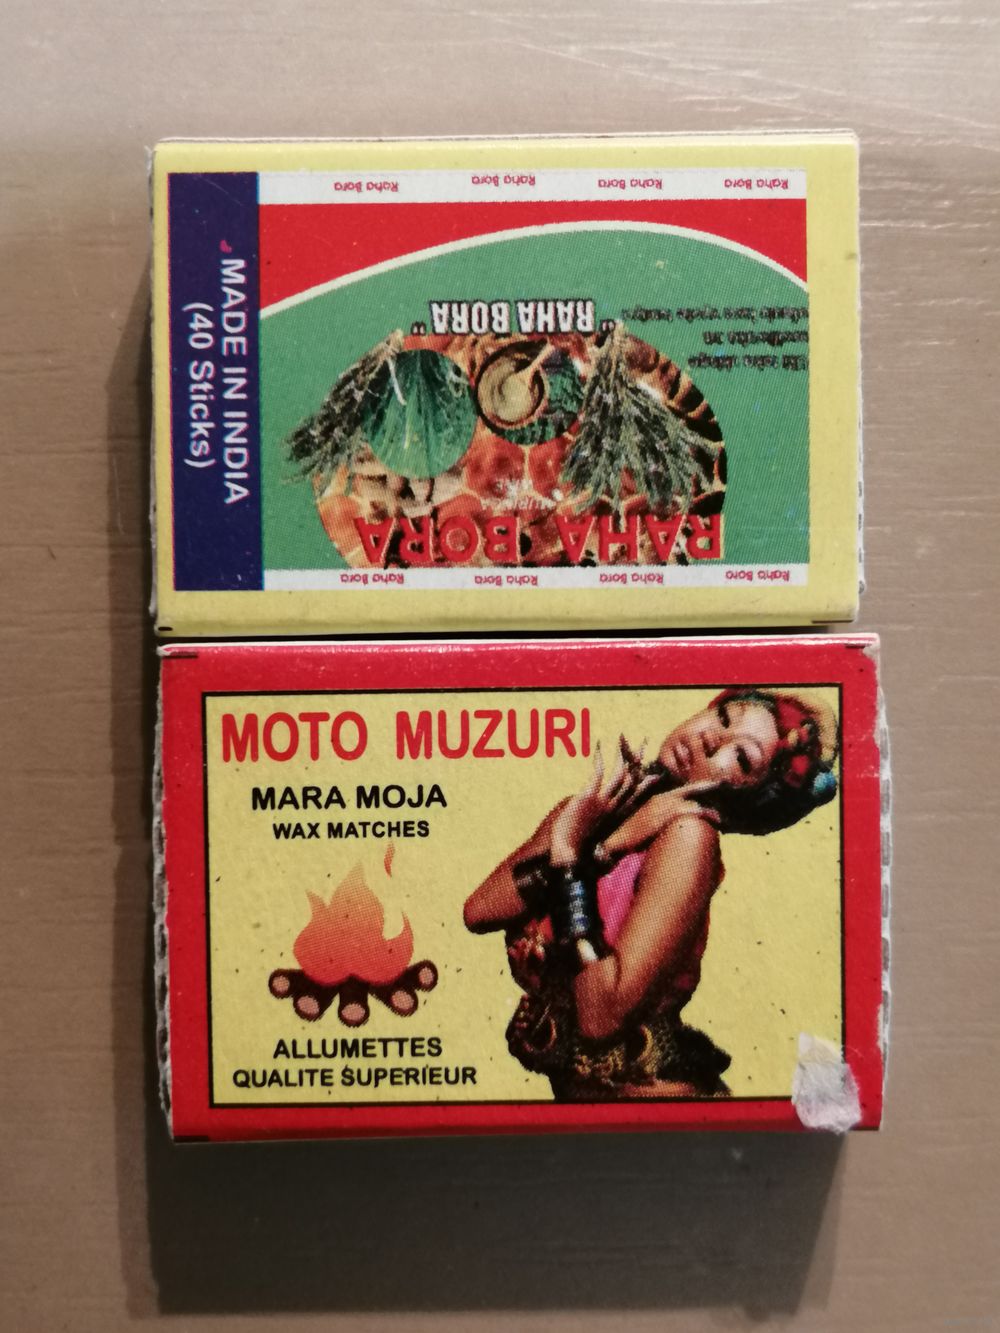 Raha Bora Raha Bora Raha Bora Raha Bora
MADE IN INDIA
(40 Sticks)
RAHA BORA
" RAHA BORA "
Raha Bora Raha Bora Raha Bora Raha Bora
MOTO MUZURI
MARA MOJA
WAX MATCHES
ALLUMETTES
QUALITE SUPERIEUR